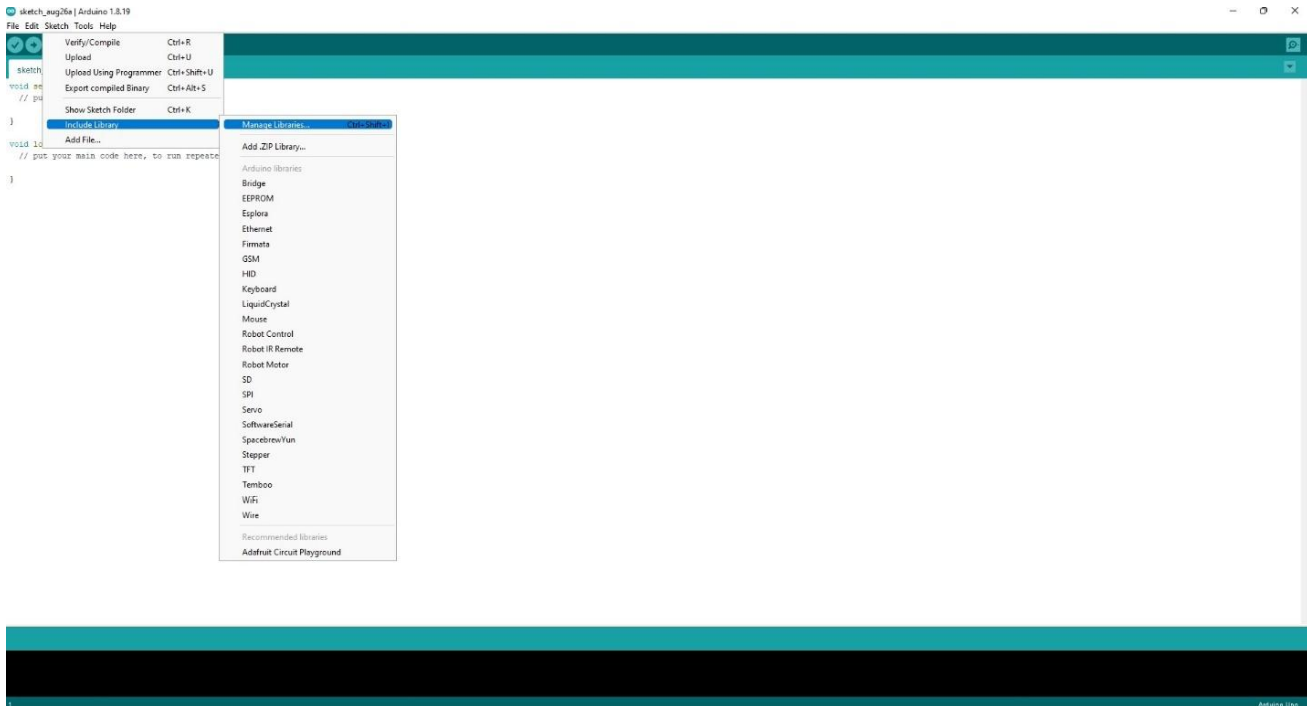 sketch_aug26a | Arduino 1.8.19
File Edit Sketch Tools Help
Verify/Compile Ctrl+R
Upload Ctrl+U
Upload Using Programmer Ctrl+Shift+U
Export compiled Binary Ctrl+Alt+S
Show Sketch Folder Ctrl+K
Include Library
Add File...
Manage Libraries... Ctrl+Shift+I
Add .ZIP Library...
Arduino libraries
Bridge
EEPROM
Esplora
Ethernet
Firmata
GSM
HID
Keyboard
LiquidCrystal
Mouse
Robot Control
Robot IR Remote
Robot Motor
SD
SPI
Servo
SoftwareSerial
SpacebrewYun
Stepper
TFT
Temboo
WiFi
Wire
Recommended libraries
Adafruit Circuit Playground
sketch_
void se
// pu
}
void lo
// put your main code here, to run repeate
}
1
Arduino Uno